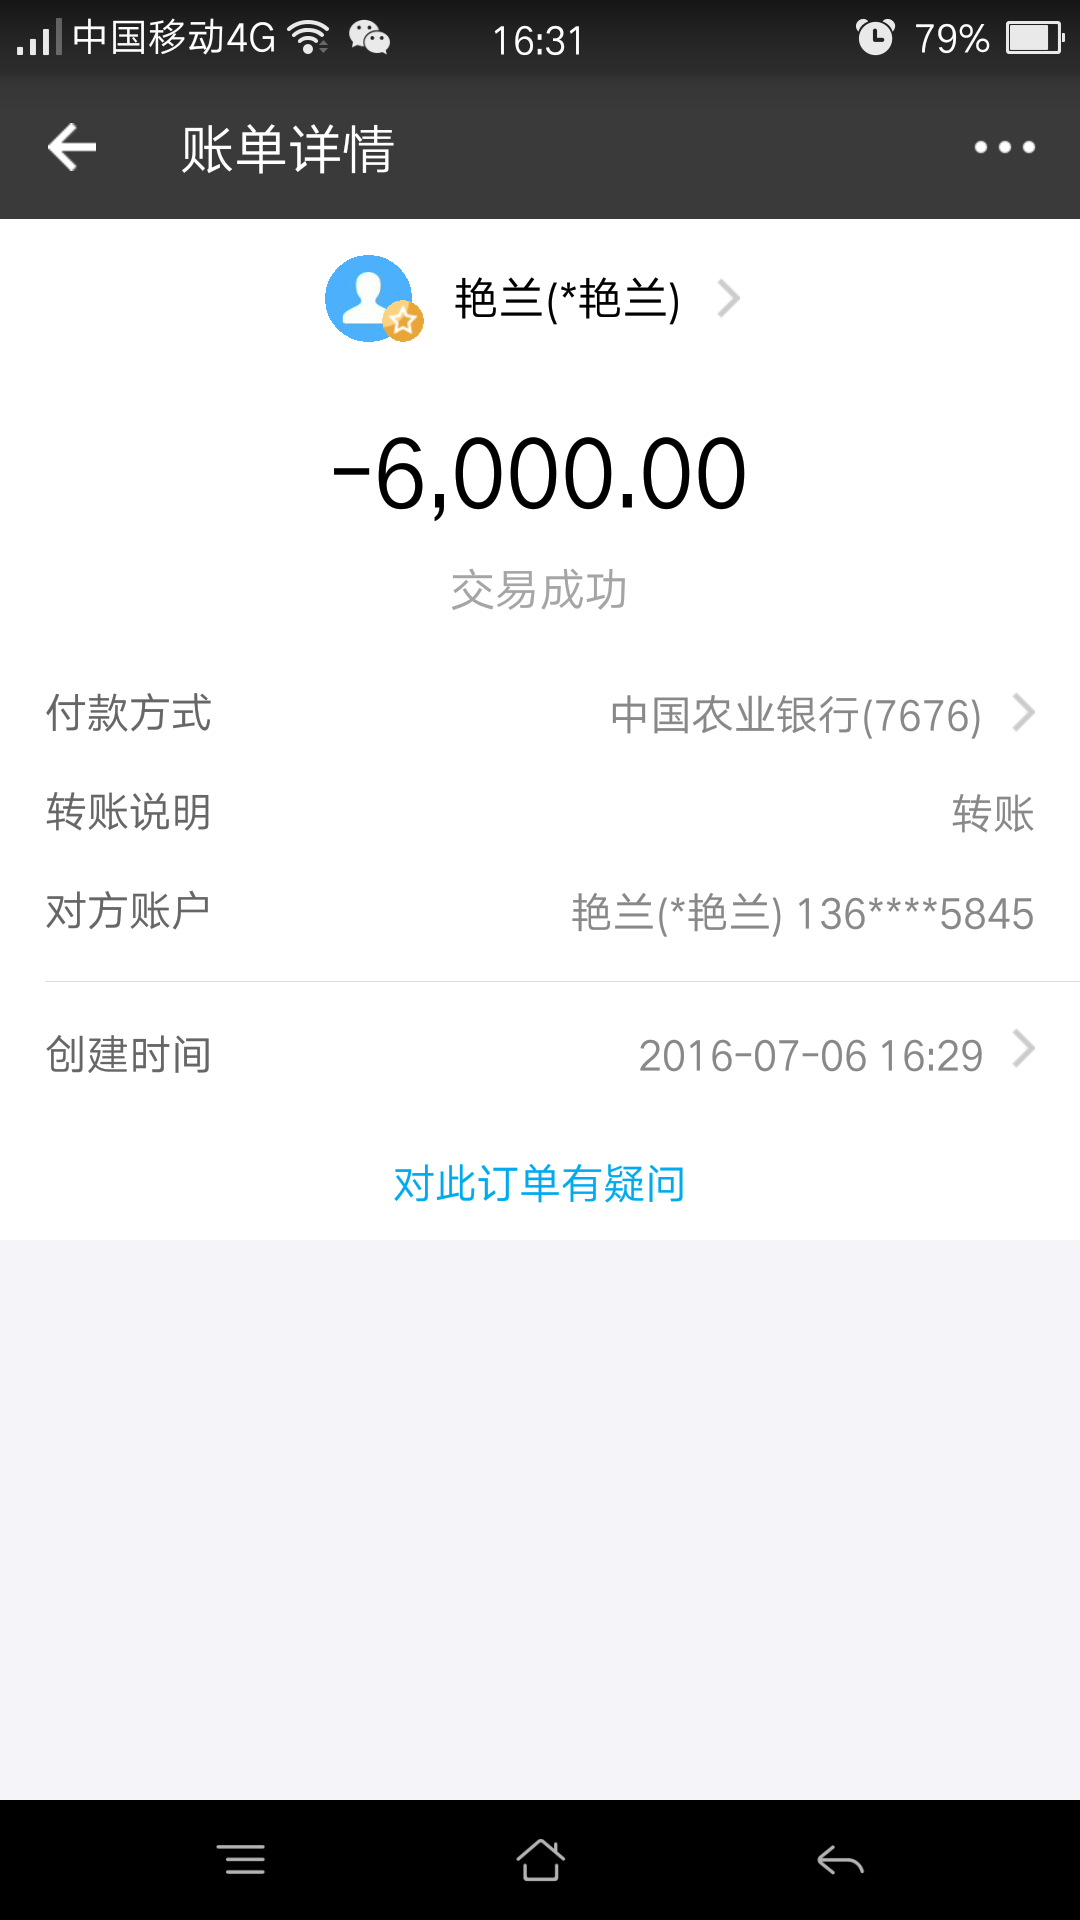 中国移动4G 16:31 79%
账单详情
艳兰(*艳兰)
-6,000.00
交易成功
付款方式 中国农业银行(7676)
转账说明 转账
对方账户 艳兰(*艳兰) 136****5845
创建时间 2016-07-06 16:29
对此订单有疑问